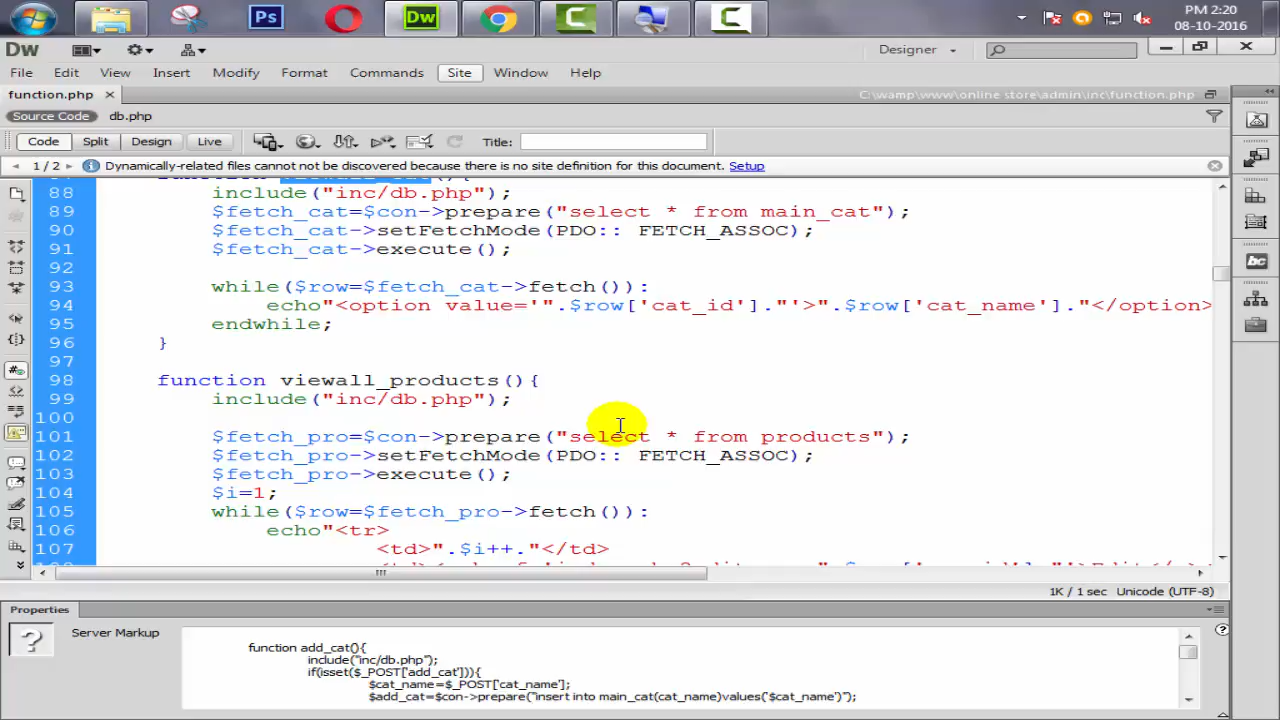 Ps
Dw
PM 2:20
08-10-2016
Dw
Designer
File Edit View Insert Modify Format Commands Site Window Help
function.php
C:\wamp\www\online store\admin\inc\function.php
Source Code db.php
Code Split Design Live Title:
1 / 2 Dynamically-related files cannot not be discovered because there is no site definition for this document. Setup
88 include("inc/db.php");
89 $fetch_cat=$con->prepare("select * from main_cat");
90 $fetch_cat->setFetchMode(PDO:: FETCH_ASSOC);
91 $fetch_cat->execute();
92
93 while($row=$fetch_cat->fetch()):
94 echo"<option value='".$row['cat_id']."'>".$row['cat_name']."</option>
95 endwhile;
96 }
97
98 function viewall_products(){
99 include("inc/db.php");
100
101 $fetch_pro=$con->prepare("select * from products");
102 $fetch_pro->setFetchMode(PDO:: FETCH_ASSOC);
103 $fetch_pro->execute();
104 $i=1;
105 while($row=$fetch_pro->fetch()):
106 echo"<tr>
107 <td>".$i++."</td>
1K / 1 sec Unicode (UTF-8)
Properties
Server Markup
function add_cat(){
include("inc/db.php");
if(isset($_POST['add_cat'])){
$cat_name=$_POST['cat_name'];
$add_cat=$con->prepare("insert into main_cat(cat_name)values('$cat_name')");